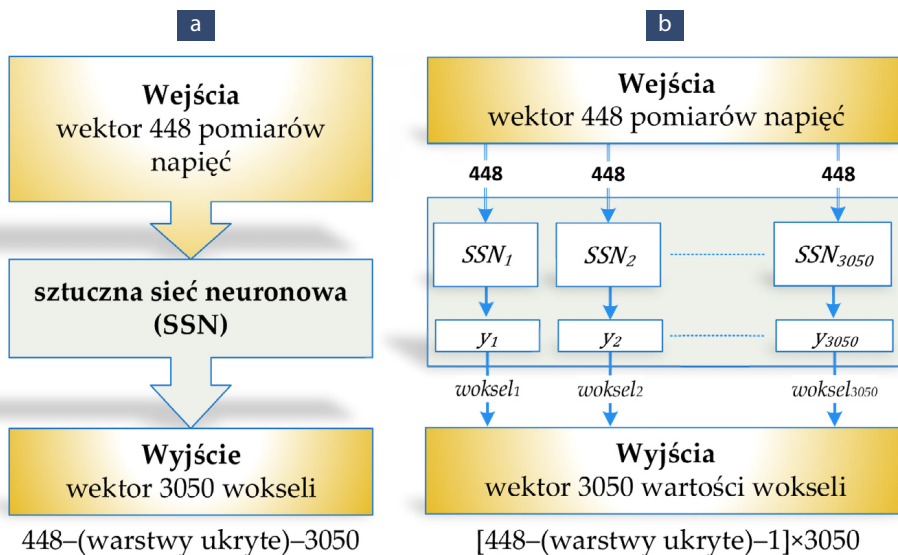 a
Wejścia
wektor 448 pomiarów
napięć
sztuczna sieć neuronowa
(SSN)
Wyjście
wektor 3050 wokseli
448–(warstwy ukryte)–3050
b
Wejścia
wektor 448 pomiarów napięć
448 448 448
SSN1 SSN2 SSN3050
y1 y2 y3050
woksel1 woksel2 woksel3050
Wyjścia
wektor 3050 wartości wokseli
[448–(warstwy ukryte)–1]×3050